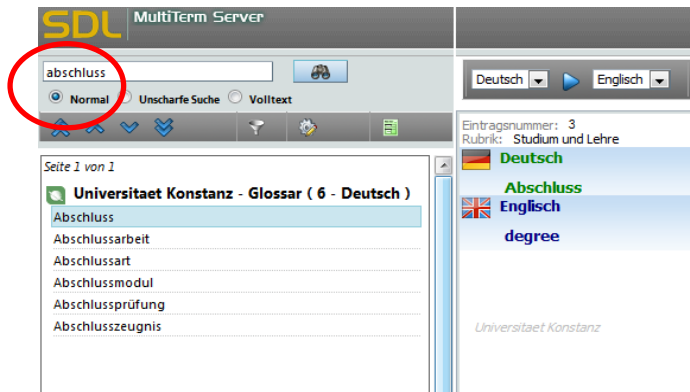 SDL MultiTerm Server
abschluss
Normal Unscharfe Suche Volltext
Seite 1 von 1
Universitaet Konstanz - Glossar ( 6 - Deutsch )
Abschluss
Abschlussarbeit
Abschlussart
Abschlussmodul
Abschlussprüfung
Abschlusszeugnis
Deutsch Englisch
Eintragsnummer: 3
Rubrik: Studium und Lehre
Deutsch
Abschluss
Englisch
degree
Universitaet Konstanz